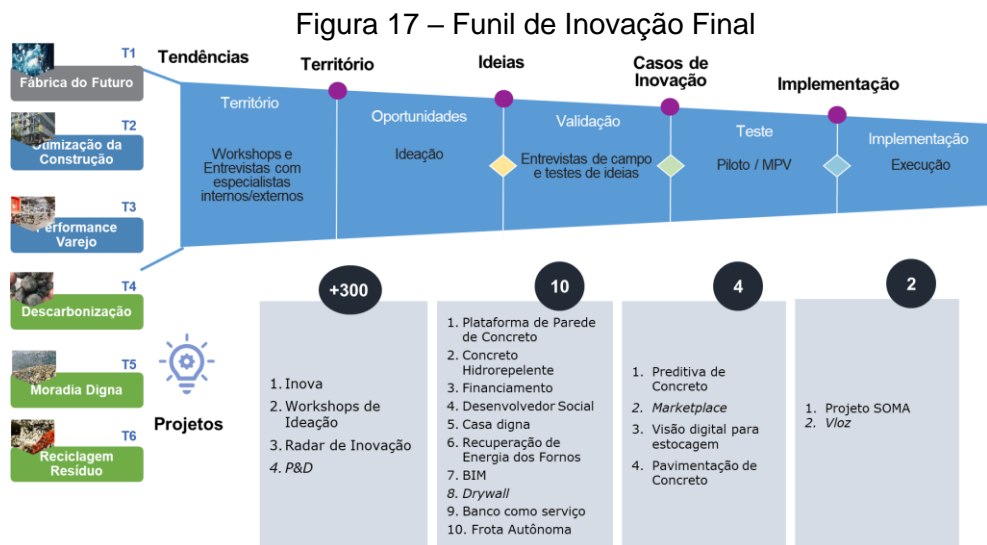 Figura 17 – Funil de Inovação Final
T1
Fábrica do Futuro
T2
Otimização da
Construção
T3
Performance
Varejo
T4
Descarbonização
T5
Moradia Digna
T6
Reciclagem
Resíduo
Tendências
Território
Ideias
Casos de
Inovação
Implementação
Território
Workshops e
Entrevistas com
especialistas
internos/externos
Oportunidades
Ideação
Validação
Entrevistas de campo
e testes de ideias
Teste
Piloto / MPV
Implementação
Execução
Projetos
+300
1. Inova
2. Workshops de
Ideação
3. Radar de Inovação
4. P&D
10
1. Plataforma de Parede
de Concreto
2. Concreto
Hidrorepelente
3. Financiamento
4. Desenvolvedor Social
5. Casa digna
6. Recuperação de
Energia dos Fornos
7. BIM
8. Drywall
9. Banco como serviço
10. Frota Autônoma
4
1. Preditiva de
Concreto
2. Marketplace
3. Visão digital para
estocagem
4. Pavimentação de
Concreto
2
1. Projeto SOMA
2. Vloz